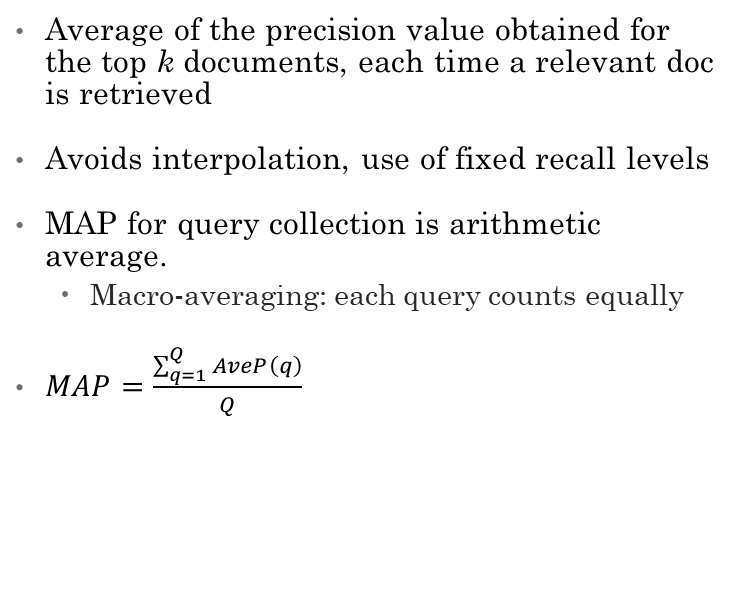 • Average of the precision value obtained for
the top k documents, each time a relevant doc
is retrieved
• Avoids interpolation, use of fixed recall levels
• MAP for query collection is arithmetic
average.
• Macro-averaging: each query counts equally
• MAP = \frac{\sum_{q=1}^{Q} AveP(q)}{Q}